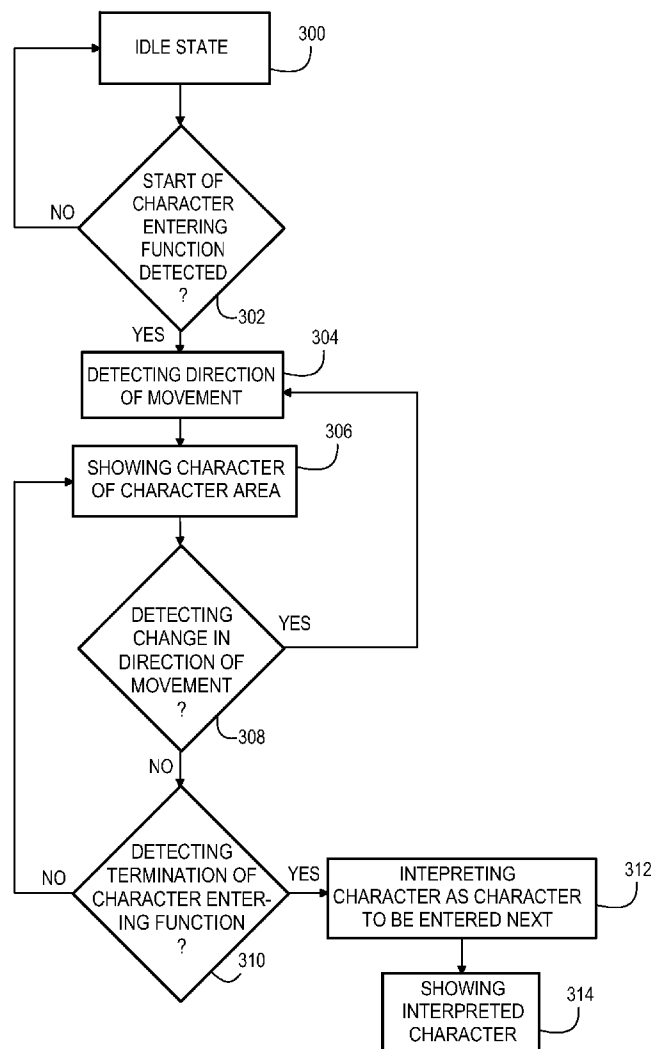 IDLE STATE
300
START OF
CHARACTER
ENTERING
FUNCTION
DETECTED
?
NO
302
YES
304
DETECTING DIRECTION
OF MOVEMENT
306
SHOWING CHARACTER
OF CHARACTER AREA
DETECTING
CHANGE IN
DIRECTION OF
MOVEMENT
?
YES
308
NO
DETECTING
TERMINATION OF
CHARACTER ENTER-
ING FUNCTION
?
NO
YES
310
INTEPRETING
CHARACTER AS CHARACTER
TO BE ENTERED NEXT
312
SHOWING
INTERPRETED
CHARACTER
314